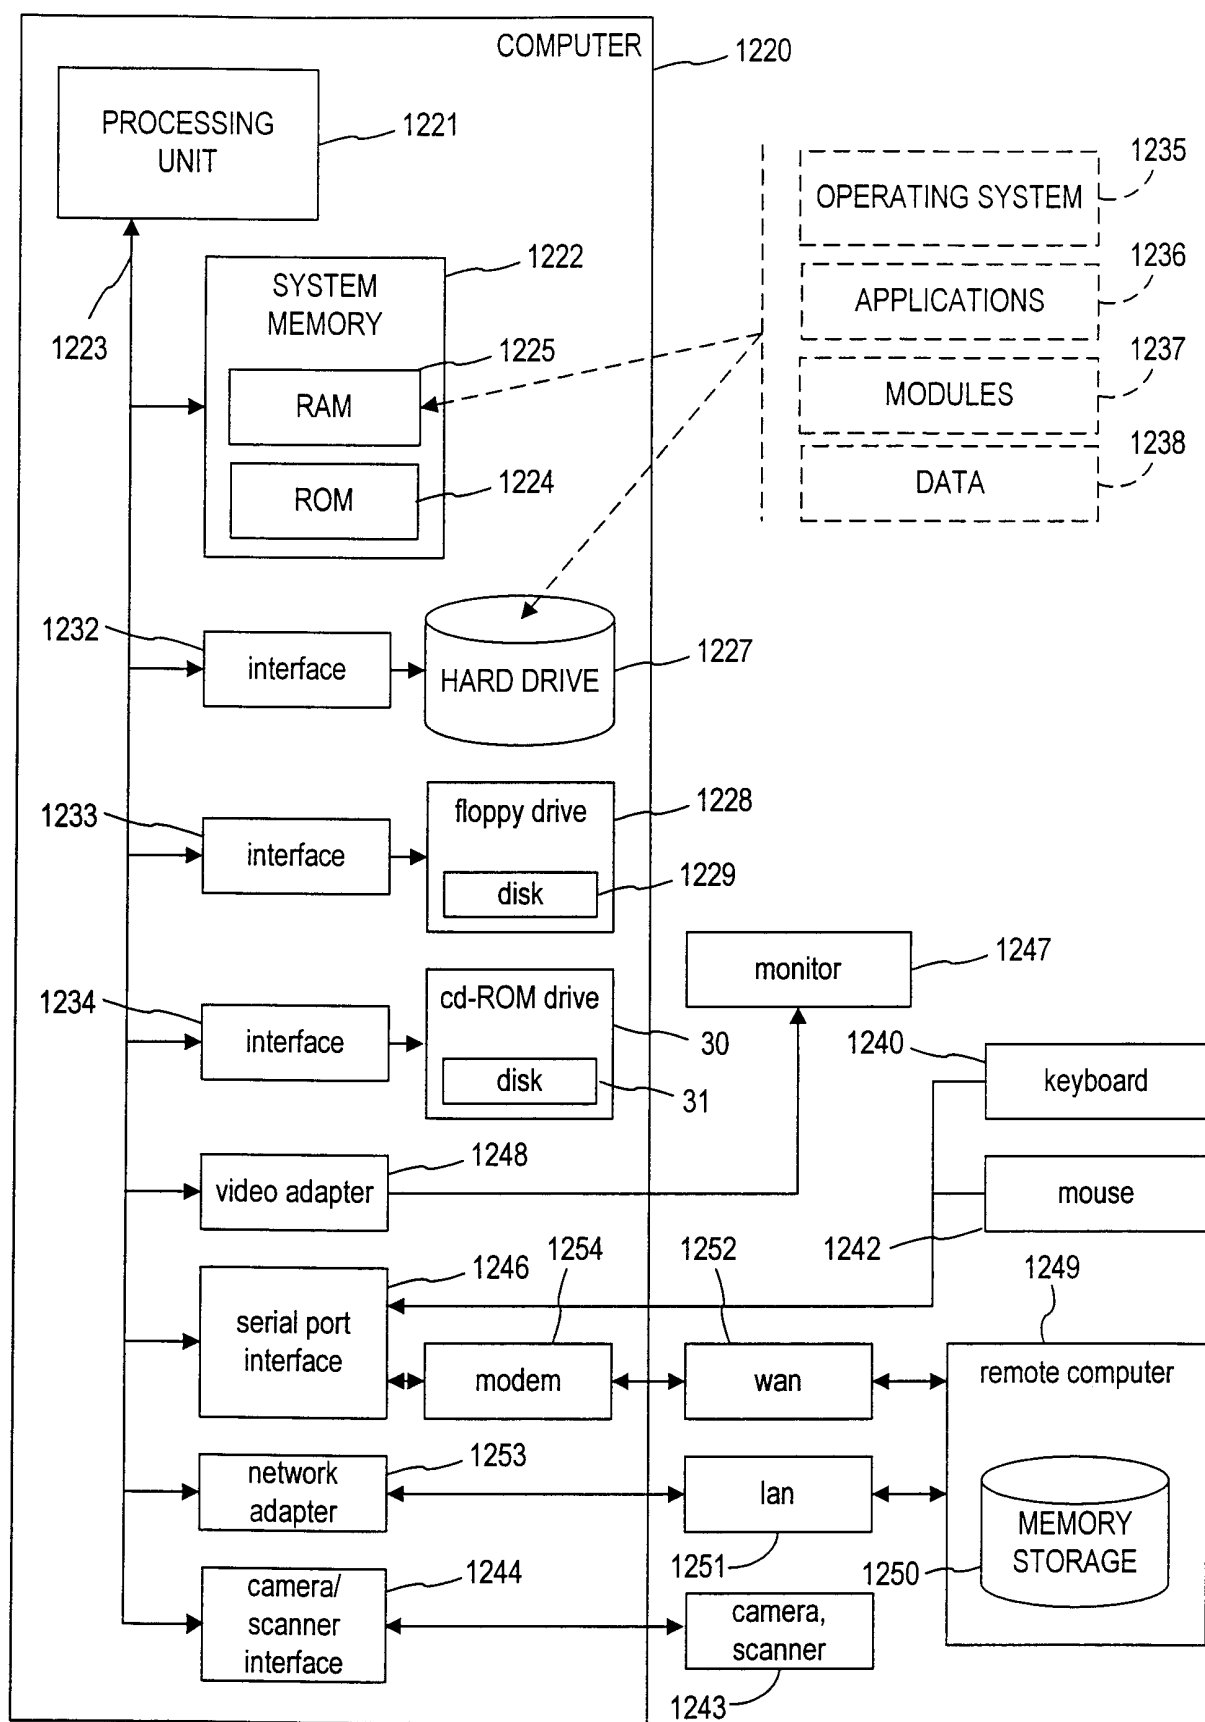 COMPUTER
1220
PROCESSING
UNIT
1221
1223
SYSTEM
MEMORY
1222
RAM
1225
ROM
1224
OPERATING SYSTEM
1235
APPLICATIONS
1236
MODULES
1237
DATA
1238
1232
interface
HARD DRIVE
1227
1233
interface
floppy drive
1228
disk
1229
1234
interface
cd-ROM drive
30
disk
31
monitor
1247
1240
keyboard
mouse
1242
1248
video adapter
1246
serial port
interface
1254
modem
1252
wan
1249
remote computer
MEMORY
STORAGE
1250
1253
network
adapter
lan
1251
1244
camera/
scanner
interface
camera,
scanner
1243